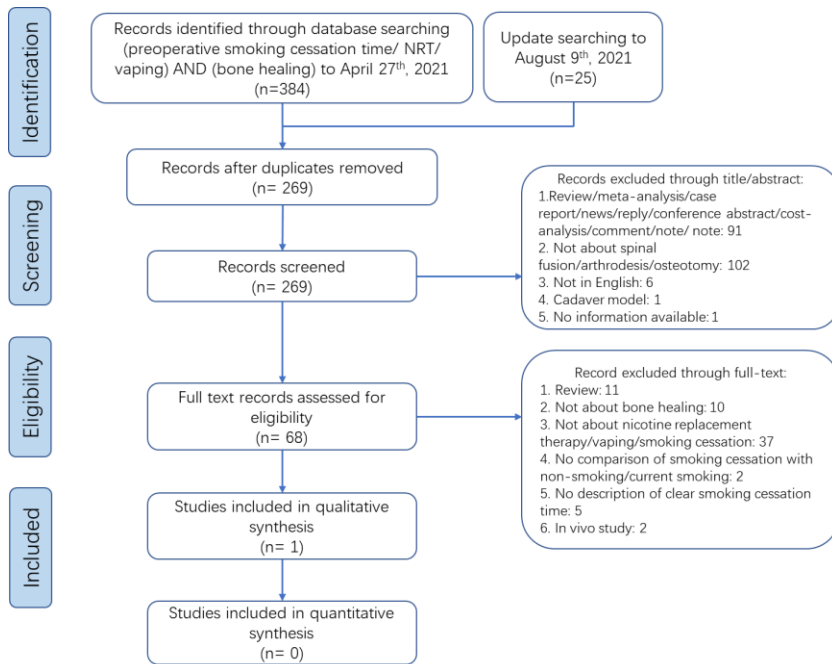 Identification
Records identified through database searching
(preoperative smoking cessation time/ NRT/
vaping) AND (bone healing) to April 27th, 2021
(n=384)
Update searching to
August 9th, 2021
(n=25)
Records after duplicates removed
(n= 269)
Screening
Records screened
(n= 269)
Records excluded through title/abstract:
1.Review/meta-analysis/case
report/news/reply/conference
abstract/cost-
analysis/comment/note/ note: 91
2. Not about spinal
fusion/arthrodesis/osteotomy: 102
3. Not in English: 6
4. Cadaver model: 1
5. No information available: 1
Eligibility
Full text records assessed for
eligibility
(n= 68)
Record excluded through full-text:
1. Review: 11
2. Not about bone healing: 10
3. Not about nicotine replacement
therapy/vaping/smoking cessation: 37
4. No comparison of smoking cessation with
non-smoking/current smoking: 2
5. No description of clear smoking cessation
time: 5
6. In vivo study: 2
Included
Studies included in qualitative
synthesis
(n= 1)
Studies included in quantitative
synthesis
(n= 0)